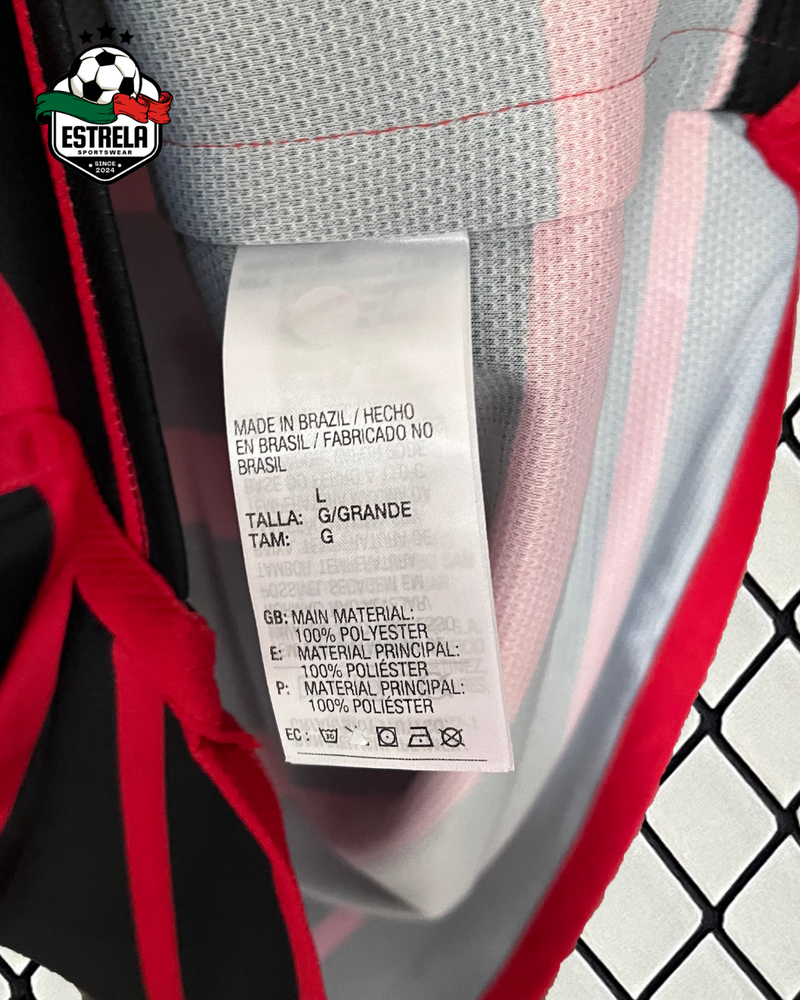 ESTRELA
SPORTSWEAR
SINCE
2024
MADE IN BRAZIL / HECHO
EN BRASIL / FABRICADO NO
BRASIL
L
TALLA: G/GRANDE
TAM: G
GB: MAIN MATERIAL:
100% POLYESTER
E: MATERIAL PRINCIPAL:
100% POLIÉSTER
P: MATERIAL PRINCIPAL:
100% POLIÉSTER
EC: 30